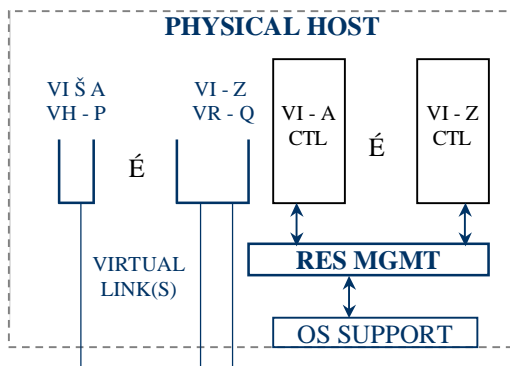 PHYSICAL HOST
VI Š A
VH - P
É
VI - Z
VR - Q
VI - A
CTL
É
VI - Z
CTL
RES MGMT
VIRTUAL
LINK(S)
OS SUPPORT